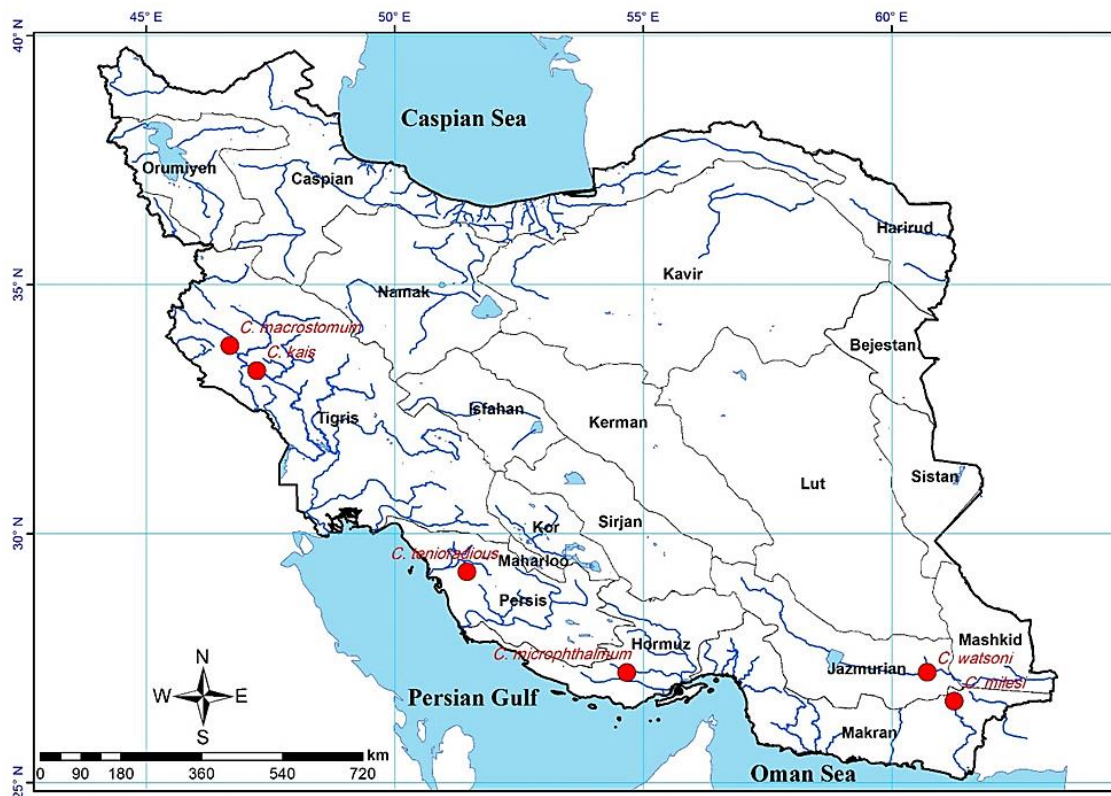 45° E 50° E 55° E 60° E
40° N
Caspian Sea
Orumiyeh
Caspian
Harirud
35° N
Kavir
Namak
C. macrostomum
Bejestan
C. kais
Isfahan
Tigris
Kerman
Sistan
Lut
Kor
Sirjan
30° N
C. teniofadious
Maharloo
Persis
Hormuz
Mashkid
C. microphthalmum
C. watsoni
Jazmurian
C. milesi
N
W E
S
Persian Gulf
Makran
km
0 90 180 360 540 720
Oman Sea
25° N